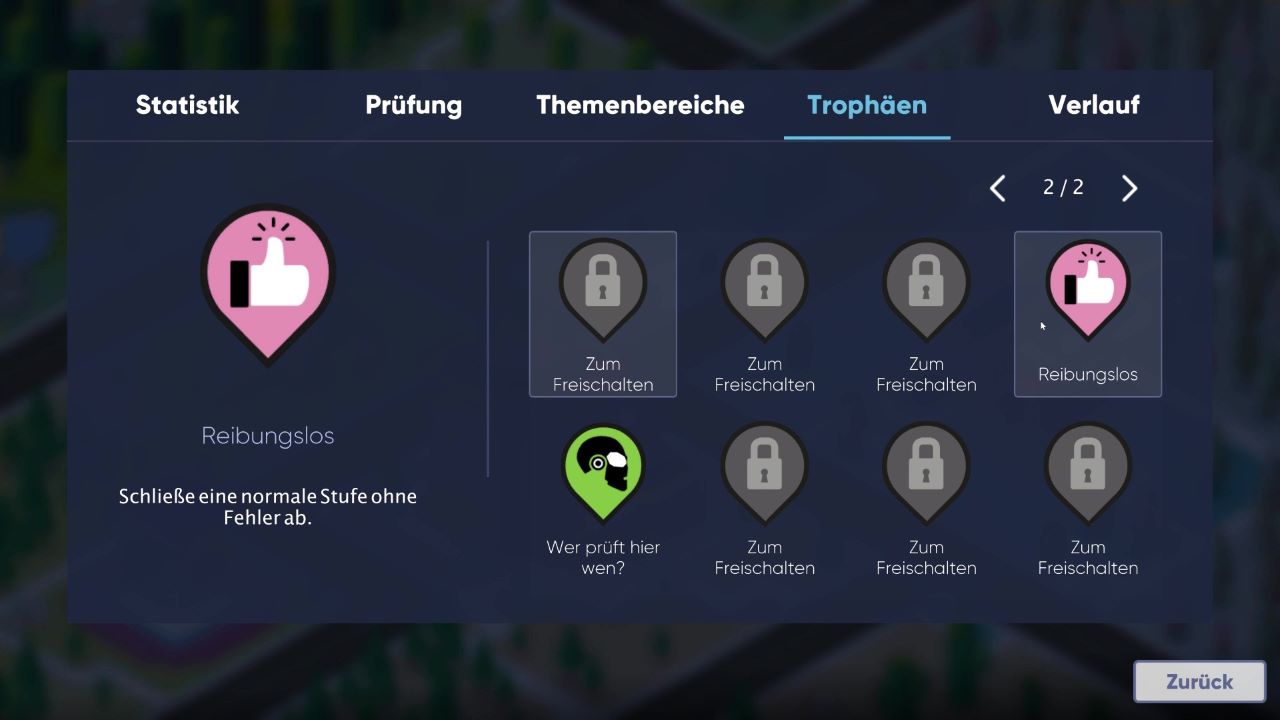 Statistik
Prüfung
Themenbereiche
Trophäen
Verlauf
2 / 2
Reibungslos
Schließe eine normale Stufe ohne
Fehler ab.
Zum
Freischalten
Zum
Freischalten
Zum
Freischalten
Reibungslos
Wer prüft hier
wen?
Zum
Freischalten
Zum
Freischalten
Zum
Freischalten
Zurück